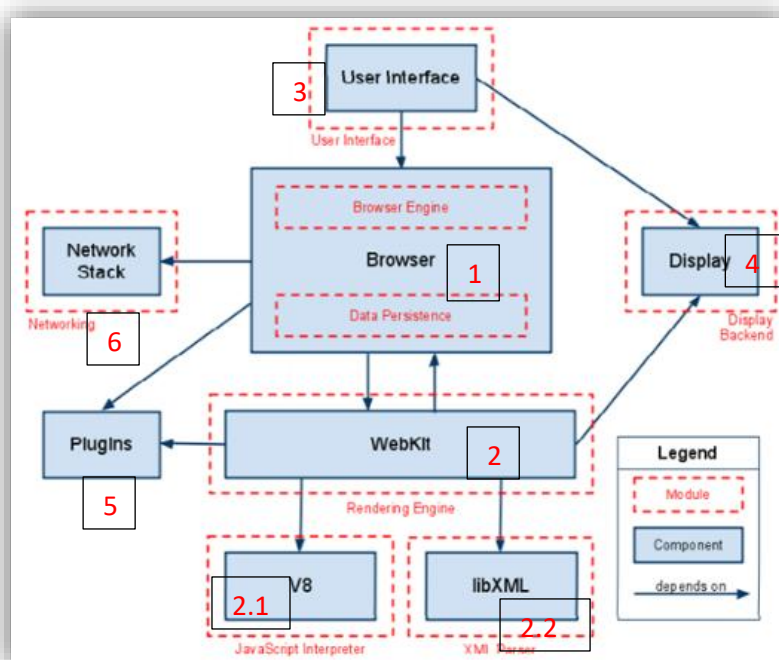 User Interface
3
User Interface
Browser Engine
Network
Stack
Browser
1
Display
4
Data Persistence
Networking
6
Display
Backend
PlugIns
WebKit
2
5
Legend
Module
Rendering Engine
Component
V8
2.1
libXML
2.2
depends on
JavaScript Interpreter
XML Parser